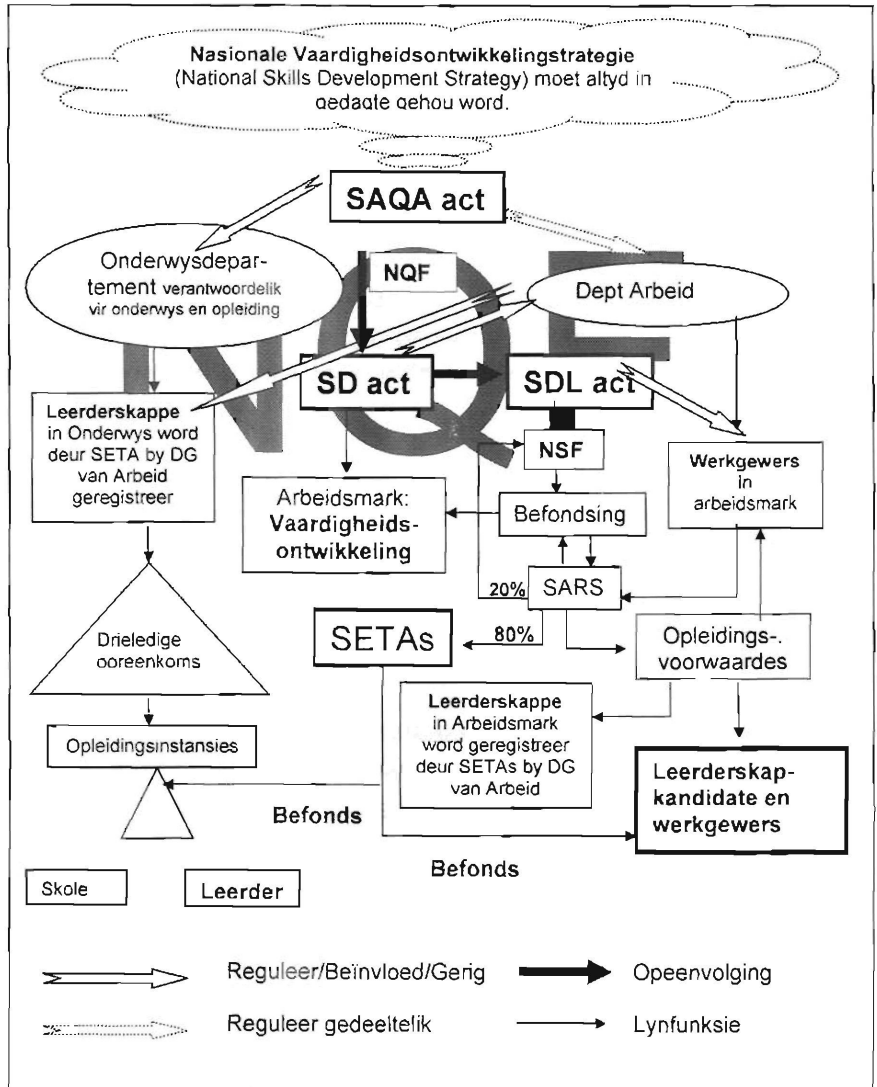 Nasionale Vaardigheidsontwikkelingstrategie
(National Skills Development Strategy) moet altyd in
gedagte gehou word.
SAQA act
Onderwysdepar-
tement verantwoordelik
vir onderwys en opleiding
NQF
Dept Arbeid
NQF
SD act
SDL act
Leerderskappe
in Onderwys word
deur SETA by DG
van Arbeid
geregistreer
NSF
Werkgewers
in
arbeidsmark
Arbeidsmark:
Vaardigheids-
ontwikkeling
Befondsing
20%
SARS
SETAs
80%
Opleidings-.
voorwaardes
Drieledige
ooreenkoms
Leerderskappe
in Arbeidsmark
word geregistreer
deur SETAs by DG
van Arbeid
Opleidingsinstansies
Leerderskap-
kandidate en
werkgewers
Befonds
Befonds
Skole
Leerder
Reguleer/Beïnvloed/Gerig
Opeenvolging
Reguleer gedeeltelik
Lynfunksie